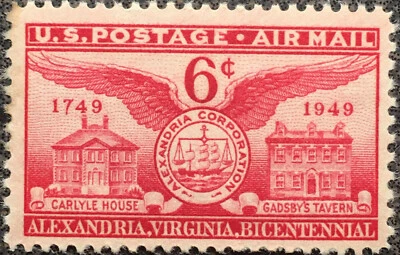 U.S. POSTAGE • AIR MAIL
6¢
1749 1949
ALEXANDRIA CORPORATION
CARLYLE HOUSE GADSBY'S TAVERN
ALEXANDRIA, VIRGINIA, BICENTENNIAL